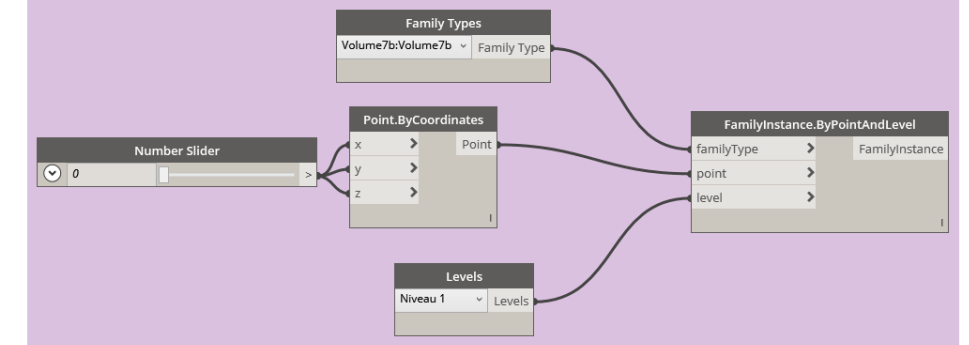 Family Types
Volume7b:Volume7b Family Type
Point.ByCoordinates
x > Point
y >
z >
l
Number Slider
0 >
FamilyInstance.ByPointAndLevel
familyType > FamilyInstance
point >
level >
l
Levels
Niveau 1 Levels